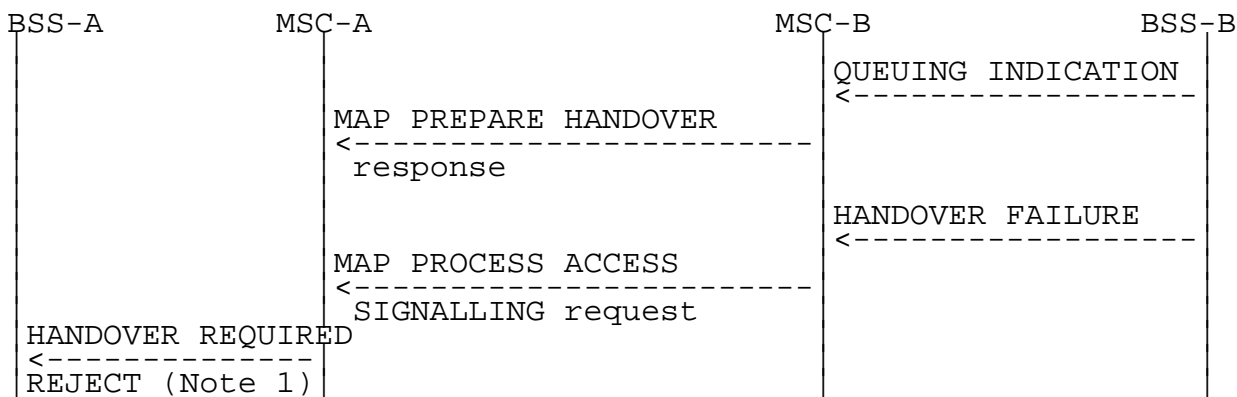 BSS-A MSC-A MSC-B BSS-B
QUEUING INDICATION
<------------------
MAP PREPARE HANDOVER
<------------------------
response
HANDOVER FAILURE
<------------------
MAP PROCESS ACCESS
<------------------------
SIGNALLING request
HANDOVER REQUIRED
<--------------
REJECT (Note 1)